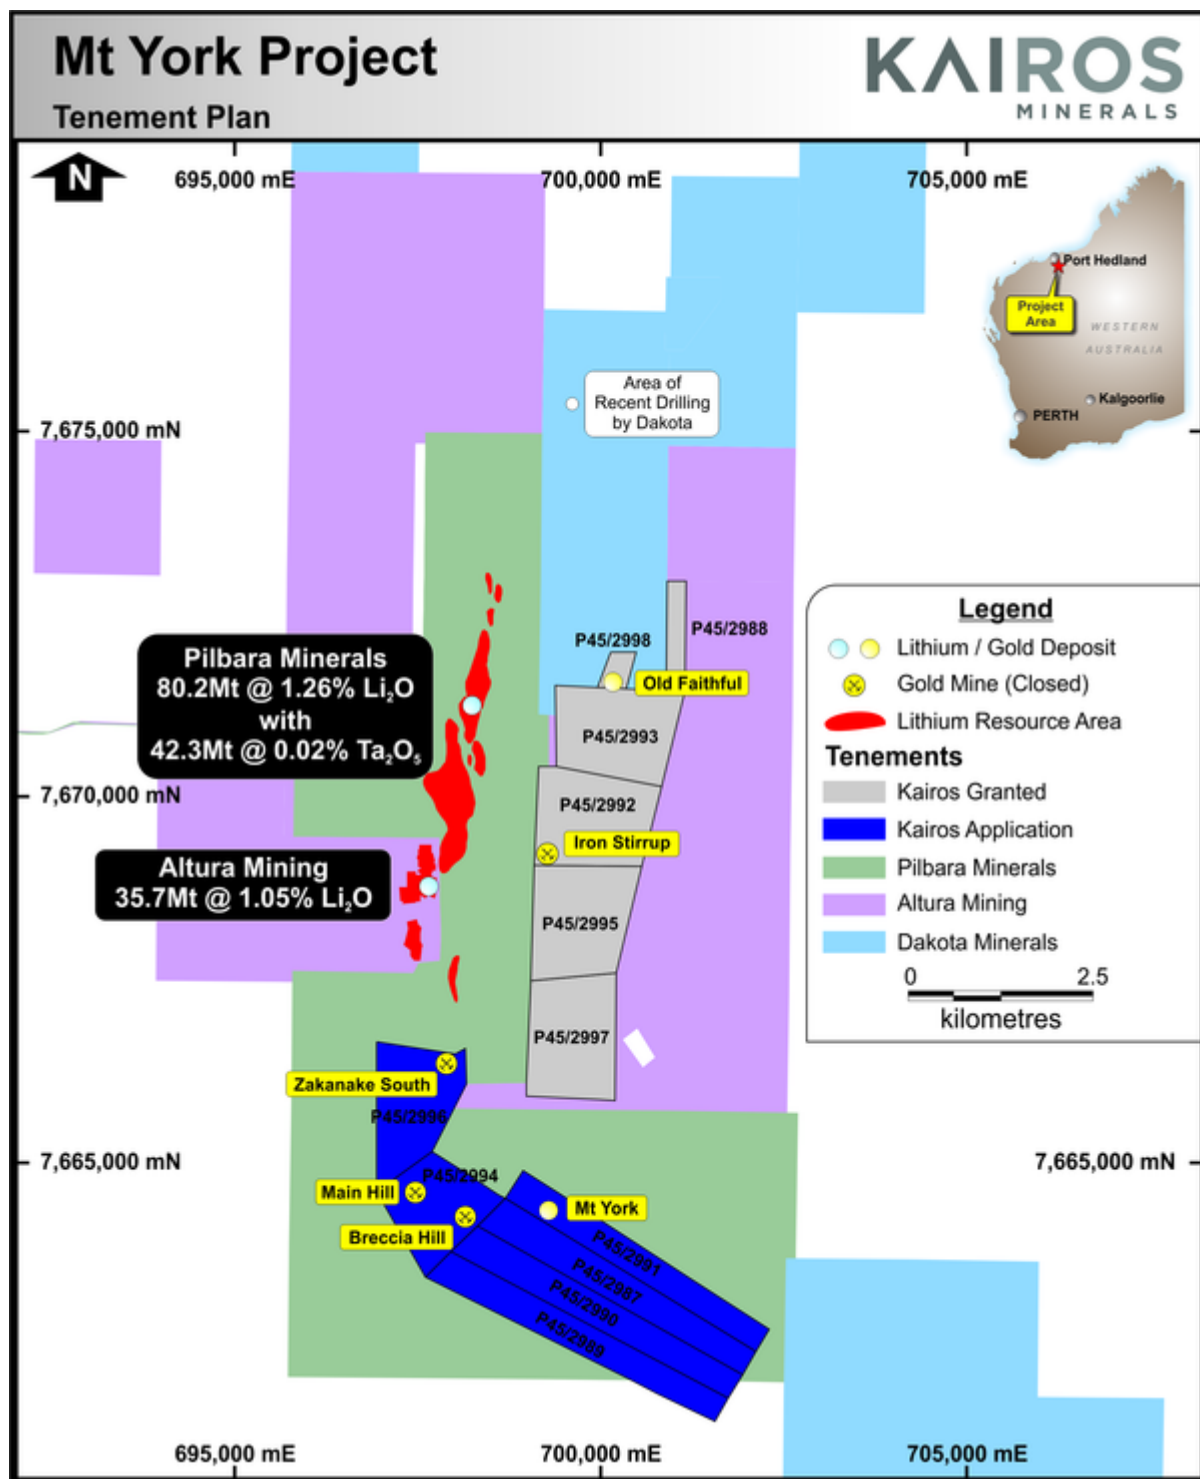 Mt York Project
Tenement Plan
KAIROS
MINERALS
N
695,000 mE
700,000 mE
705,000 mE
Port Hedland
Project
Area
WESTERN
AUSTRALIA
Kalgoorlie
PERTH
Area of
Recent Drilling
by Dakota
7,675,000 mN
P45/2998
P45/2988
Old Faithful
Pilbara Minerals
80.2Mt @ 1.26% Li₂O
with
42.3Mt @ 0.02% Ta₂O₅
P45/2993
7,670,000 mN
P45/2992
Iron Stirrup
Altura Mining
35.7Mt @ 1.05% Li₂O
P45/2995
P45/2997
Legend
Lithium / Gold Deposit
Gold Mine (Closed)
Lithium Resource Area
Tenements
Kairos Granted
Kairos Application
Pilbara Minerals
Altura Mining
Dakota Minerals
0
2.5
kilometres
Zakanake South
P45/2996
7,665,000 mN
7,665,000 mN
P45/2994
Main Hill
Breccia Hill
Mt York
P45/2991
P45/2987
P45/2990
P45/2989
695,000 mE
700,000 mE
705,000 mE